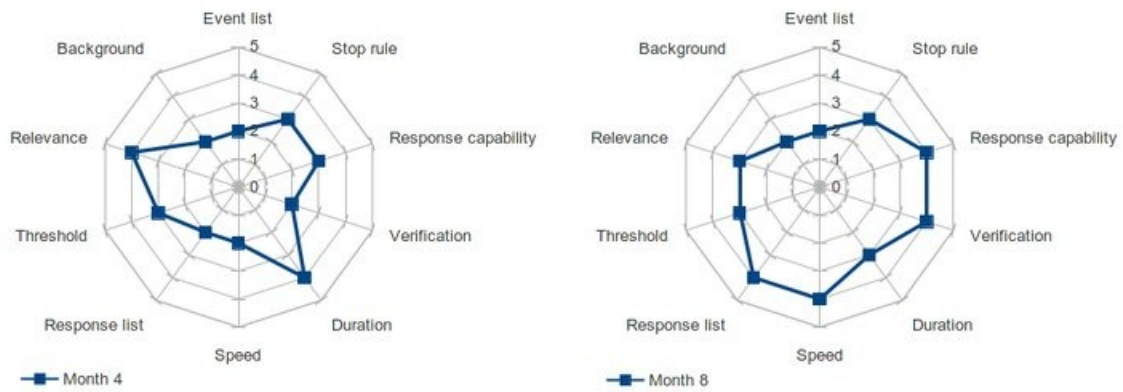 Event list
Background
Stop rule
Relevance
Response capability
Threshold
Verification
Response list
Duration
Speed
5
4
3
2
1
0
Month 4
Event list
Background
Stop rule
Relevance
Response capability
Threshold
Verification
Response list
Duration
Speed
5
4
3
2
1
0
Month 8